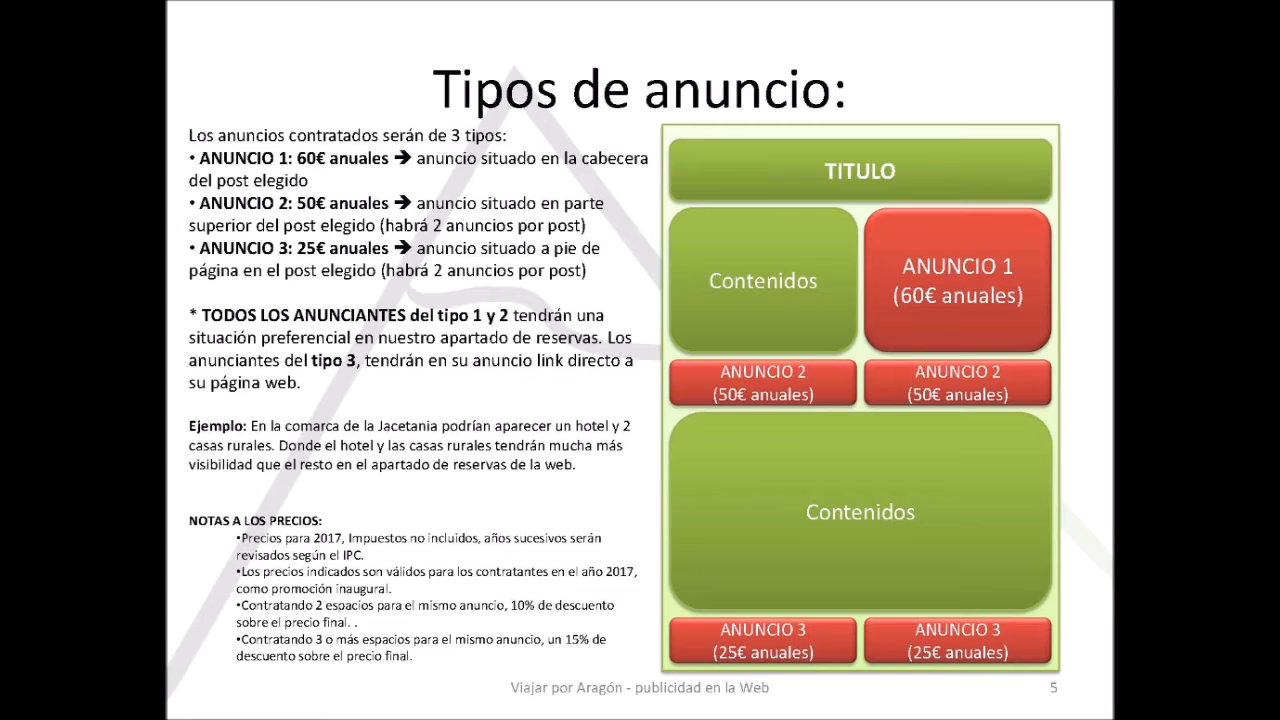 Tipos de anuncio:
Los anuncios contratados serán de 3 tipos:
• ANUNCIO 1: 60€ anuales ➔ anuncio situado en la cabecera
del post elegido
• ANUNCIO 2: 50€ anuales ➔ anuncio situado en parte
superior del post elegido (habrá 2 anuncios por post)
• ANUNCIO 3: 25€ anuales ➔ anuncio situado a pie de
página en el post elegido (habrá 2 anuncios por post)
* TODOS LOS ANUNCIANTES del tipo 1 y 2 tendrán una
situación preferencial en nuestro apartado de reservas. Los
anunciantes del tipo 3, tendrán en su anuncio link directo a
su página web.
Ejemplo: En la comarca de la Jacetania podrían aparecer un hotel y 2
casas rurales. Donde el hotel y las casas rurales tendrán mucha más
visibilidad que el resto en el apartado de reservas de la web.
NOTAS A LOS PRECIOS:
•Precios para 2017, Impuestos no incluidos, años sucesivos serán
revisados según el IPC.
•Los precios indicados son válidos para los contratantes en el año 2017,
como promoción inaugural.
•Contratando 2 espacios para el mismo anuncio, 10% de descuento
sobre el precio final. .
•Contratando 3 o más espacios para el mismo anuncio, un 15% de
descuento sobre el precio final.
TITULO
Contenidos
ANUNCIO 1
(60€ anuales)
ANUNCIO 2
(50€ anuales)
ANUNCIO 2
(50€ anuales)
Contenidos
ANUNCIO 3
(25€ anuales)
ANUNCIO 3
(25€ anuales)
Viajar por Aragón - publicidad en la Web
5